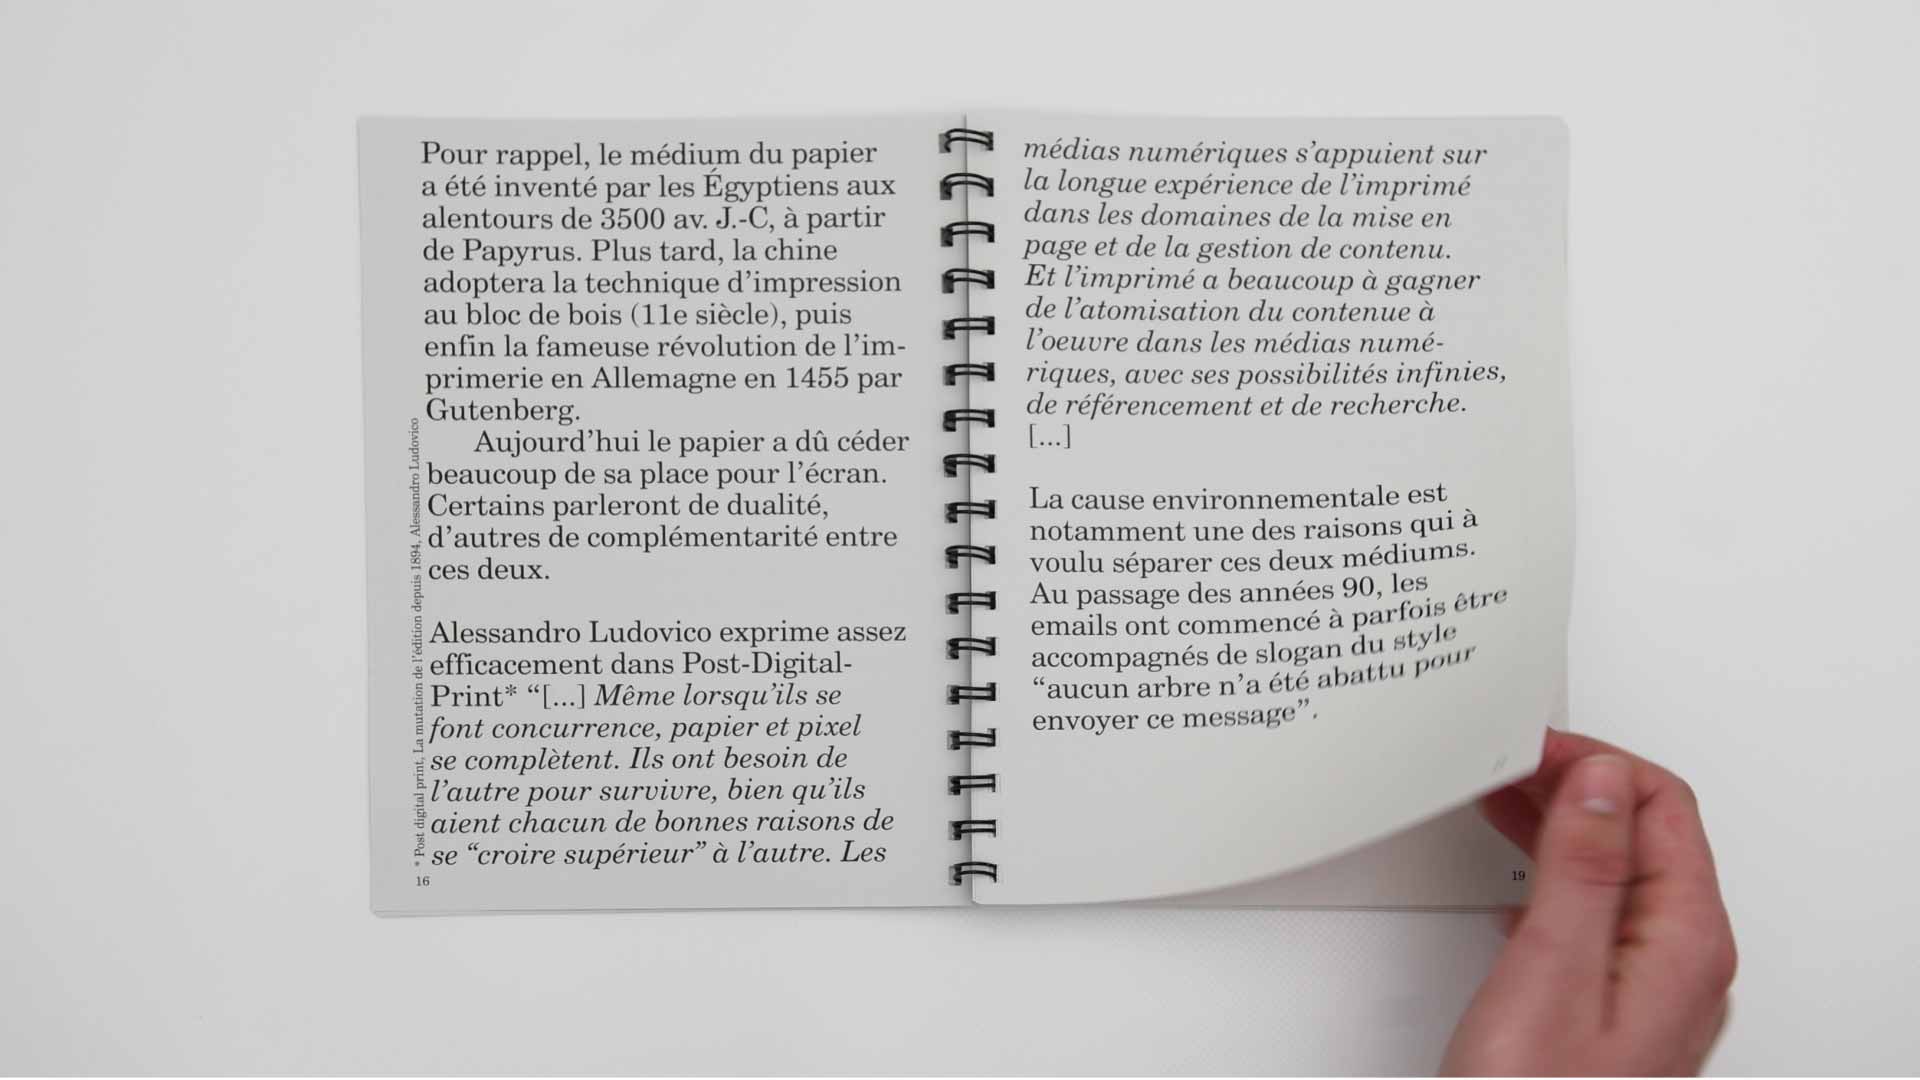 Pour rappel, le médium du papier
a été inventé par les Égyptiens aux
alentours de 3500 av. J.-C, à partir
de Papyrus. Plus tard, la chine
adoptera la technique d’impression
au bloc de bois (11e siècle), puis
enfin la fameuse révolution de l’im-
primerie en Allemagne en 1455 par
Gutenberg.
Aujourd’hui le papier a dû céder
beaucoup de sa place pour l’écran.
Certains parleront de dualité,
d’autres de complémentarité entre
ces deux.
Alessandro Ludovico exprime assez
efficacement dans Post-Digital-
Print* “[...] Même lorsqu’ils se
font concurrence, papier et pixel
se complètent. Ils ont besoin de
l’autre pour survivre, bien qu’ils
aient chacun de bonnes raisons de
se “croire supérieur” à l’autre. Les
* Post digital print, La mutation de l’édition depuis 1894, Alessandro Ludovico
16
médias numériques s’appuient sur
la longue expérience de l’imprimé
dans les domaines de la mise en
page et de la gestion de contenu.
Et l’imprimé a beaucoup à gagner
de l’atomisation du contenue à
l’oeuvre dans les médias numé-
riques, avec ses possibilités infinies,
de référencement et de recherche.
[...]
La cause environnementale est
notamment une des raisons qui à
voulu séparer ces deux médiums.
Au passage des années 90, les
emails ont commencé à parfois être
accompagnés de slogan du style
“aucun arbre n’a été abattu pour
envoyer ce message”.
19